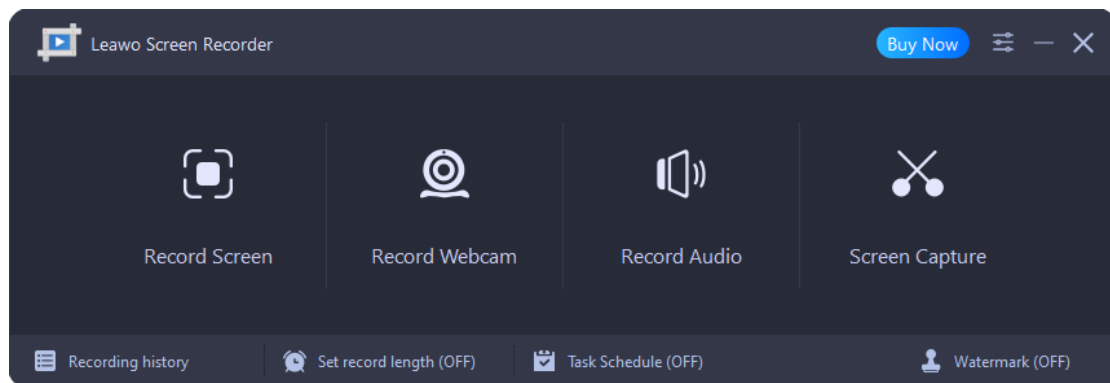 Leawo Screen Recorder
Buy Now
Record Screen
Record Webcam
Record Audio
Screen Capture
Recording history
Set record length (OFF)
Task Schedule (OFF)
Watermark (OFF)